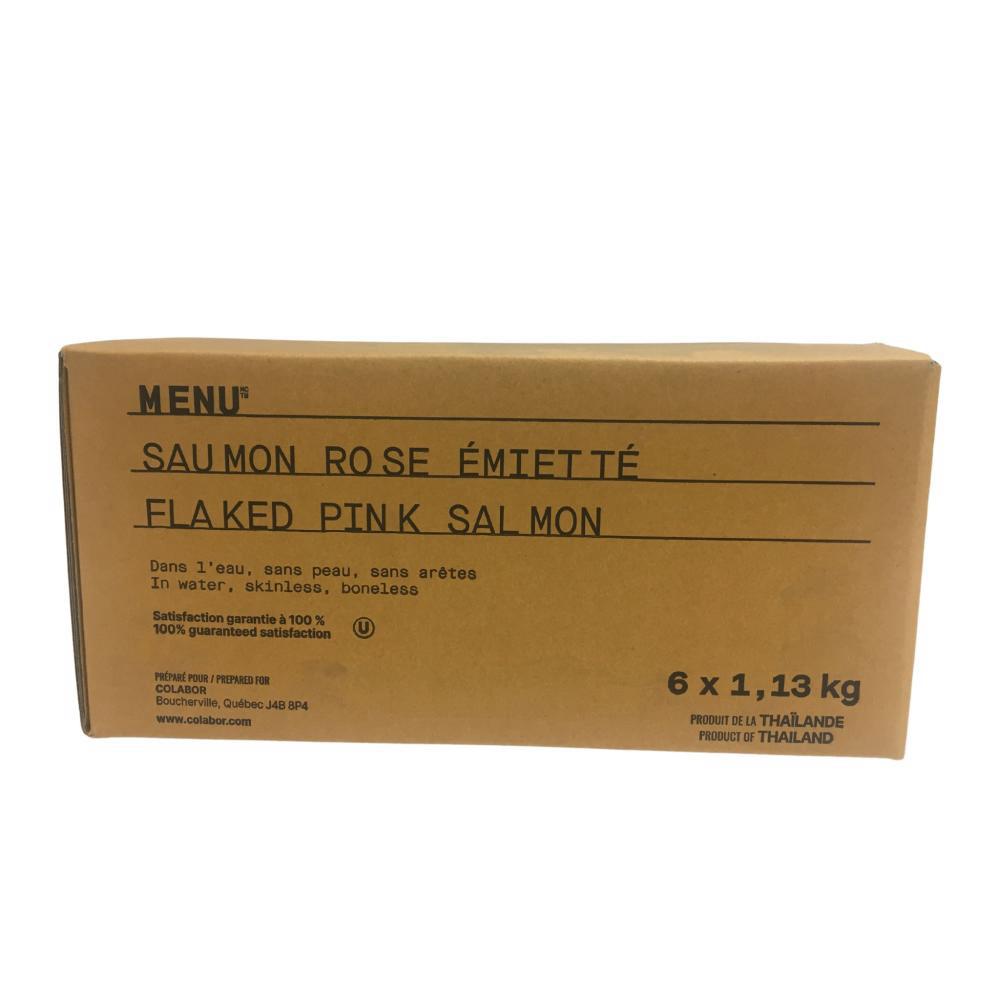 MENU MC TM
SAUMON ROSE ÉMIETTÉ
FLAKED PINK SALMON
Dans l'eau, sans peau, sans arêtes
In water, skinless, boneless
Satisfaction garantie à 100 %
100% guaranteed satisfaction
U
PRÉPARÉ POUR / PREPARED FOR
COLABOR
Boucherville, Québec J4B 8P4
www.colabor.com
6 x 1,13 kg
PRODUIT DE LA THAÏLANDE
PRODUCT OF THAILAND